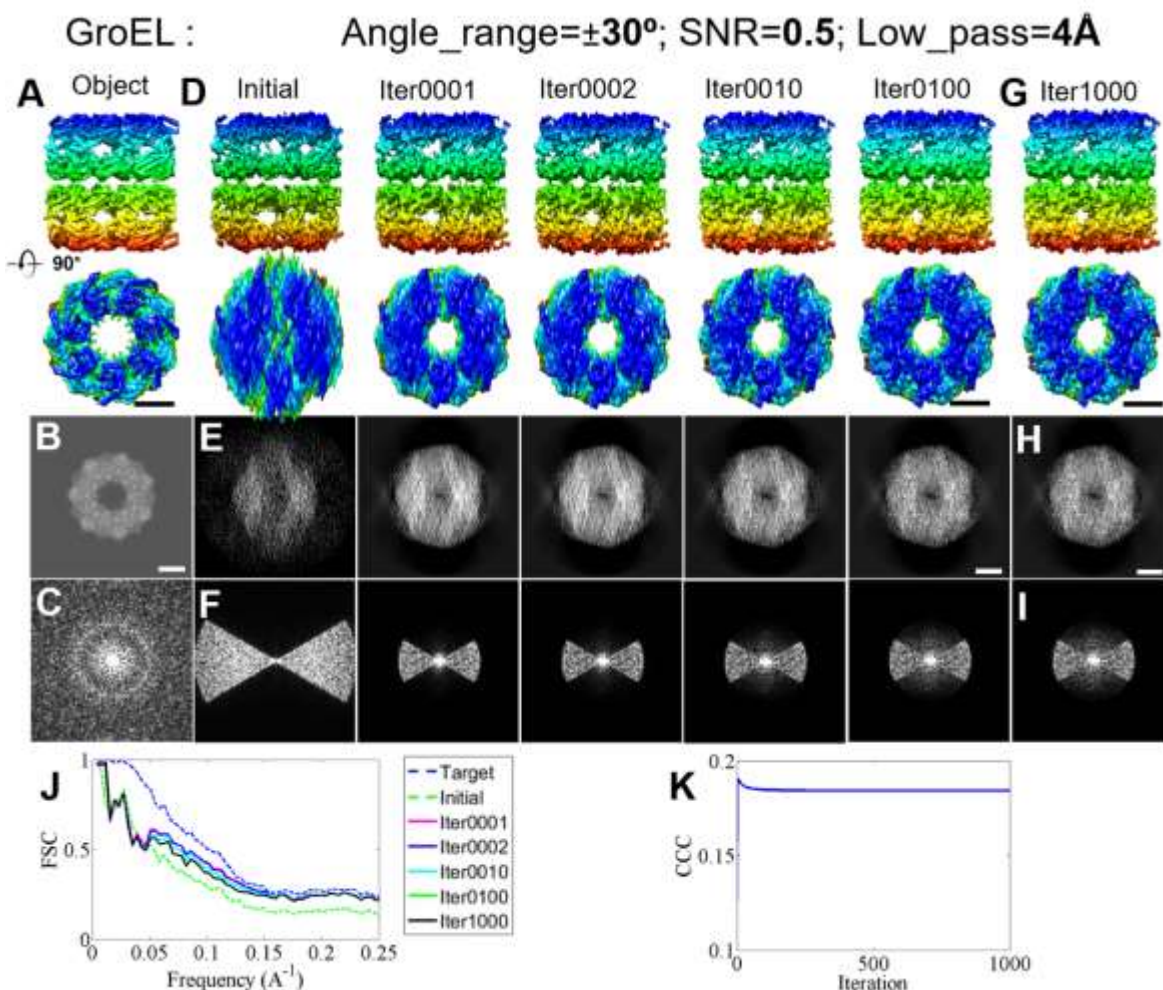 GroEL : Angle_range=±30º; SNR=0.5; Low_pass=4Å
A Object D Initial Iter0001 Iter0002 Iter0010 Iter0100 G Iter1000
90°
B E H
C F I
J
1
0.5
0
FSC
0 0.05 0.1 0.15 0.2 0.25
Frequency (A-1)
Target
Initial
Iter0001
Iter0002
Iter0010
Iter0100
Iter1000
K
0.2
0.15
0.1
CCC
0 500 1000
Iteration